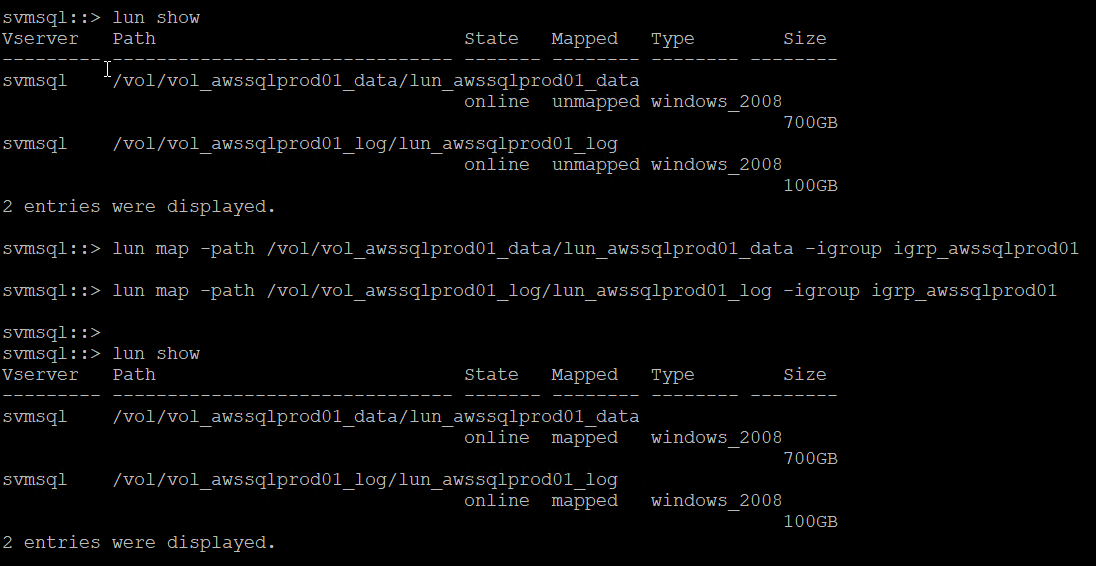 svmsql::> lun show
Vserver   Path                            State   Mapped   Type        Size
--------- ------------------------------- ------- -------- -------- --------
svmsql    /vol/vol_awssqlprod01_data/lun_awssqlprod01_data
                                          online  unmapped windows_2008
                                                                       700GB
svmsql    /vol/vol_awssqlprod01_log/lun_awssqlprod01_log
                                          online  unmapped windows_2008
                                                                       100GB
2 entries were displayed.
svmsql::> lun map -path /vol/vol_awssqlprod01_data/lun_awssqlprod01_data -igroup igrp_awssqlprod01
svmsql::> lun map -path /vol/vol_awssqlprod01_log/lun_awssqlprod01_log -igroup igrp_awssqlprod01
svmsql::>
svmsql::> lun show
Vserver   Path                            State   Mapped   Type        Size
--------- ------------------------------- ------- -------- -------- --------
svmsql    /vol/vol_awssqlprod01_data/lun_awssqlprod01_data
                                          online  mapped   windows_2008
                                                                       700GB
svmsql    /vol/vol_awssqlprod01_log/lun_awssqlprod01_log
                                          online  mapped   windows_2008
                                                                       100GB
2 entries were displayed.